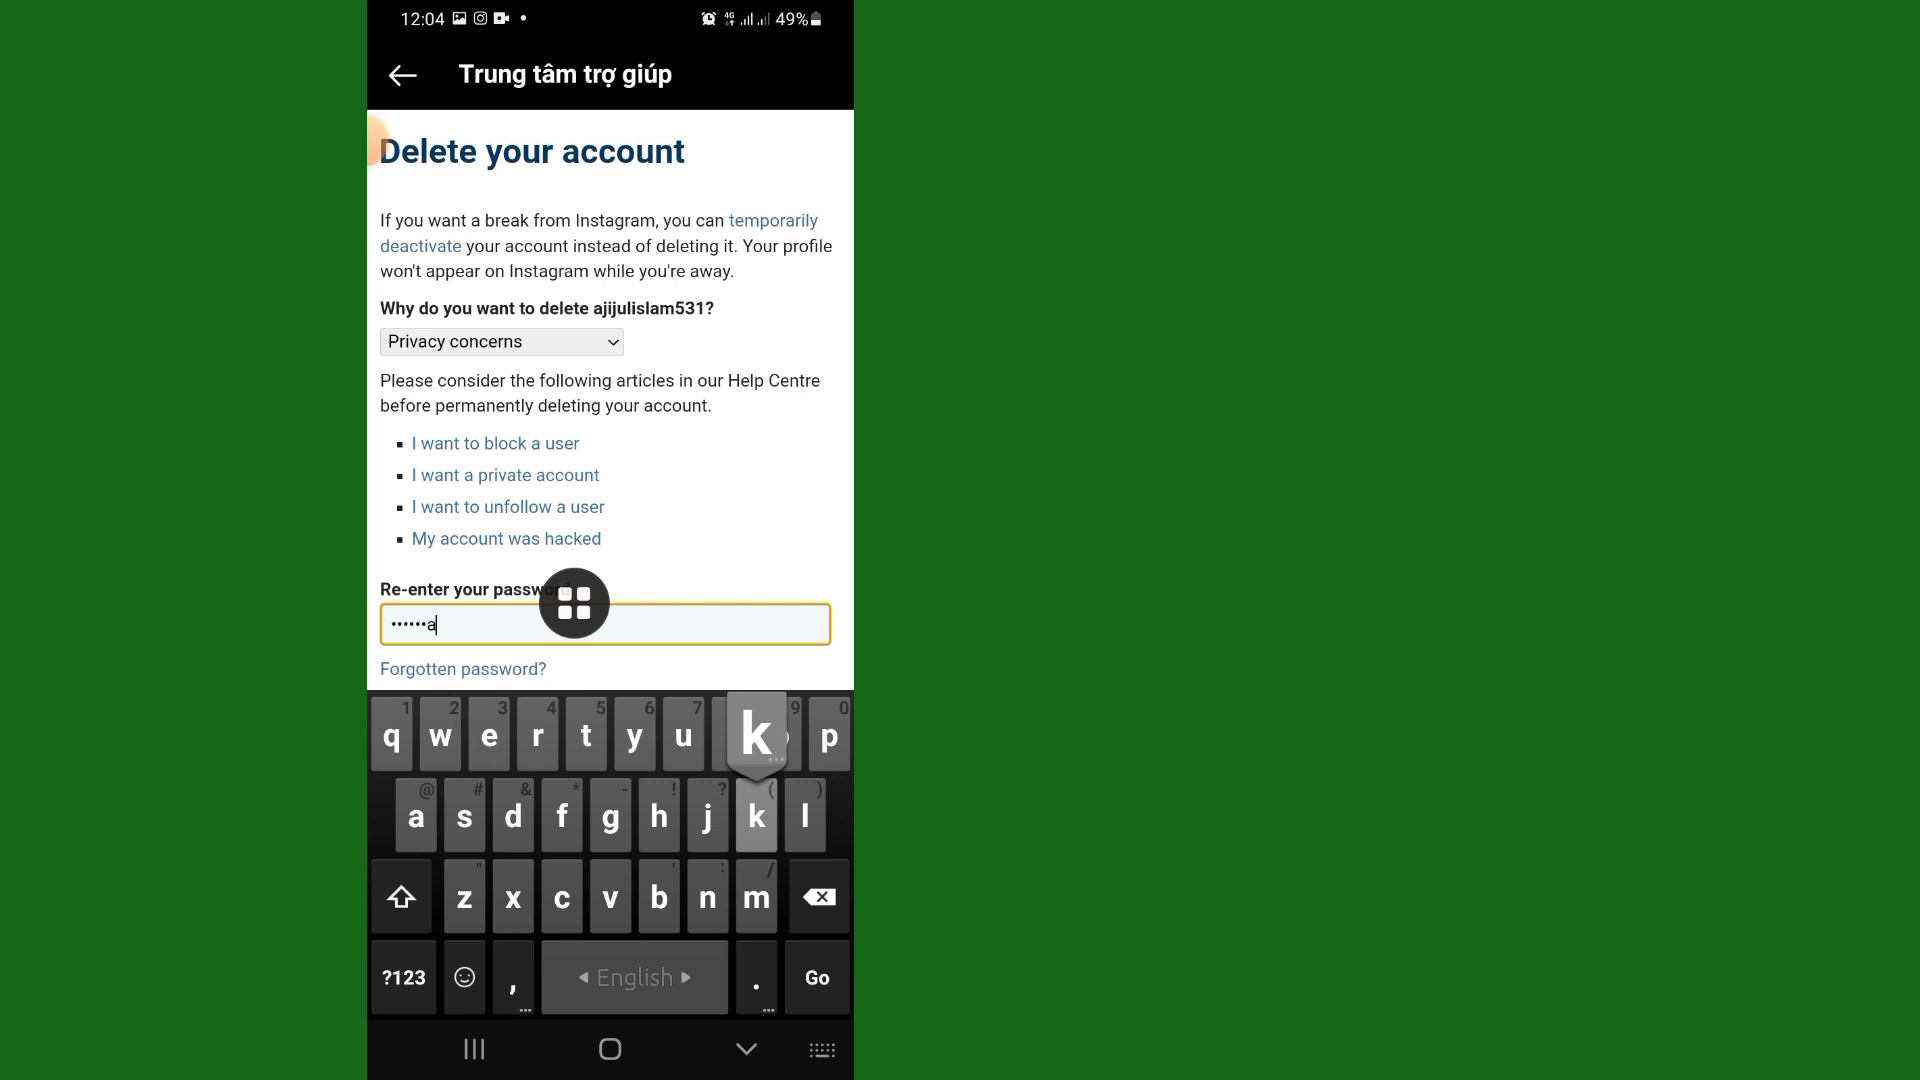 12:04 4G 49%
Trung tâm trợ giúp
Delete your account
If you want a break from Instagram, you can temporarily
deactivate your account instead of deleting it. Your profile
won't appear on Instagram while you're away.
Why do you want to delete ajijulislam531?
Privacy concerns
Please consider the following articles in our Help Centre
before permanently deleting your account.
▪ I want to block a user
▪ I want a private account
▪ I want to unfollow a user
▪ My account was hacked
Re-enter your password
••••••a
Forgotten password?
1 2 3 4 5 6 7 9 0
q w e r t y u k p
@ # & * - ! ? ( )
a s d f g h j k l
" ' : /
z x c v b n m
?123 , English . Go